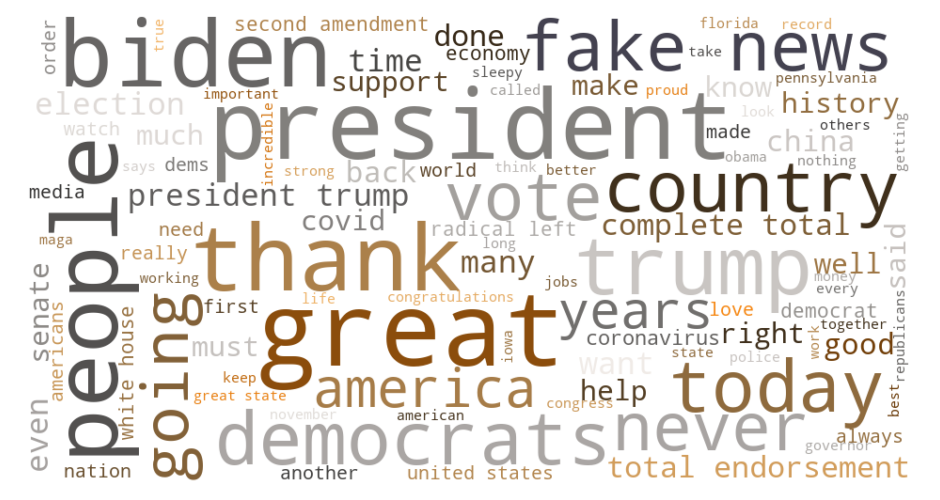 order
biden
true
second amendment
done
fake news
florida
record
time
economy
take
sleepy
support
called
make
proud
know
pennsylvania
important
election
president
history
look
watch
much
incredible
made
others
china
getting
says
dems
strong
back
world
think
better
obama
nothing
people
media
president trump
vote
country
covid
radical left
complete total
need
thank
long
trump
said
maga
really
many
well
working
jobs
money
every
even senate
americans
white house
going
first
life
congratulations
great
years
love
democrat
together
republicans
must
iowa
coronavirus
right
work
good
want
state
police
keep
great state
america
help
today
best
november
american
congress
democrats
never
governor
always
nation
another
united states
total endorsement